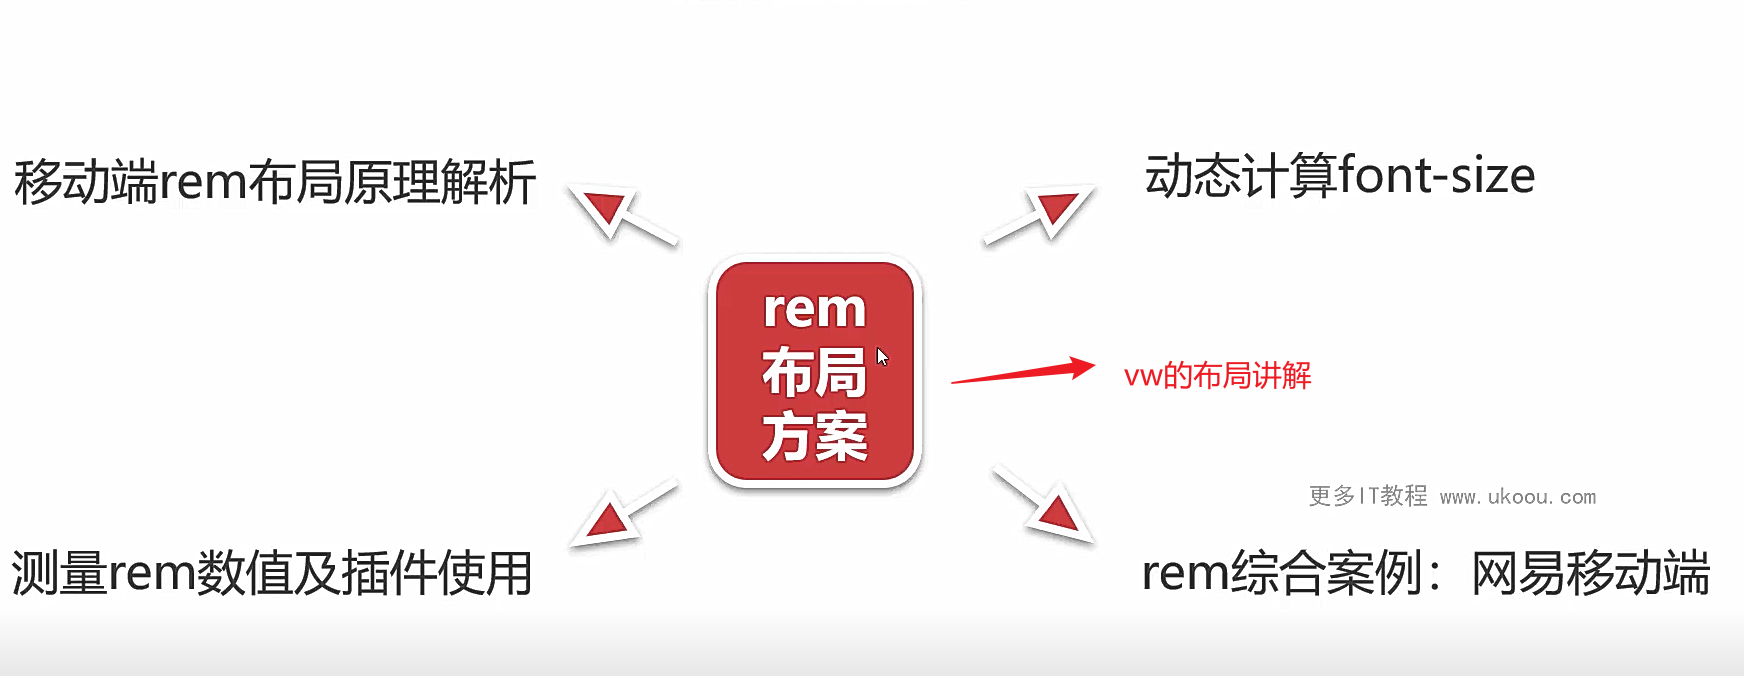 移动端rem布局原理解析
动态计算font-size
rem
布局
方案
vw的布局讲解
更多IT教程 www.ukoou.com
测量rem数值及插件使用
rem综合案例：网易移动端